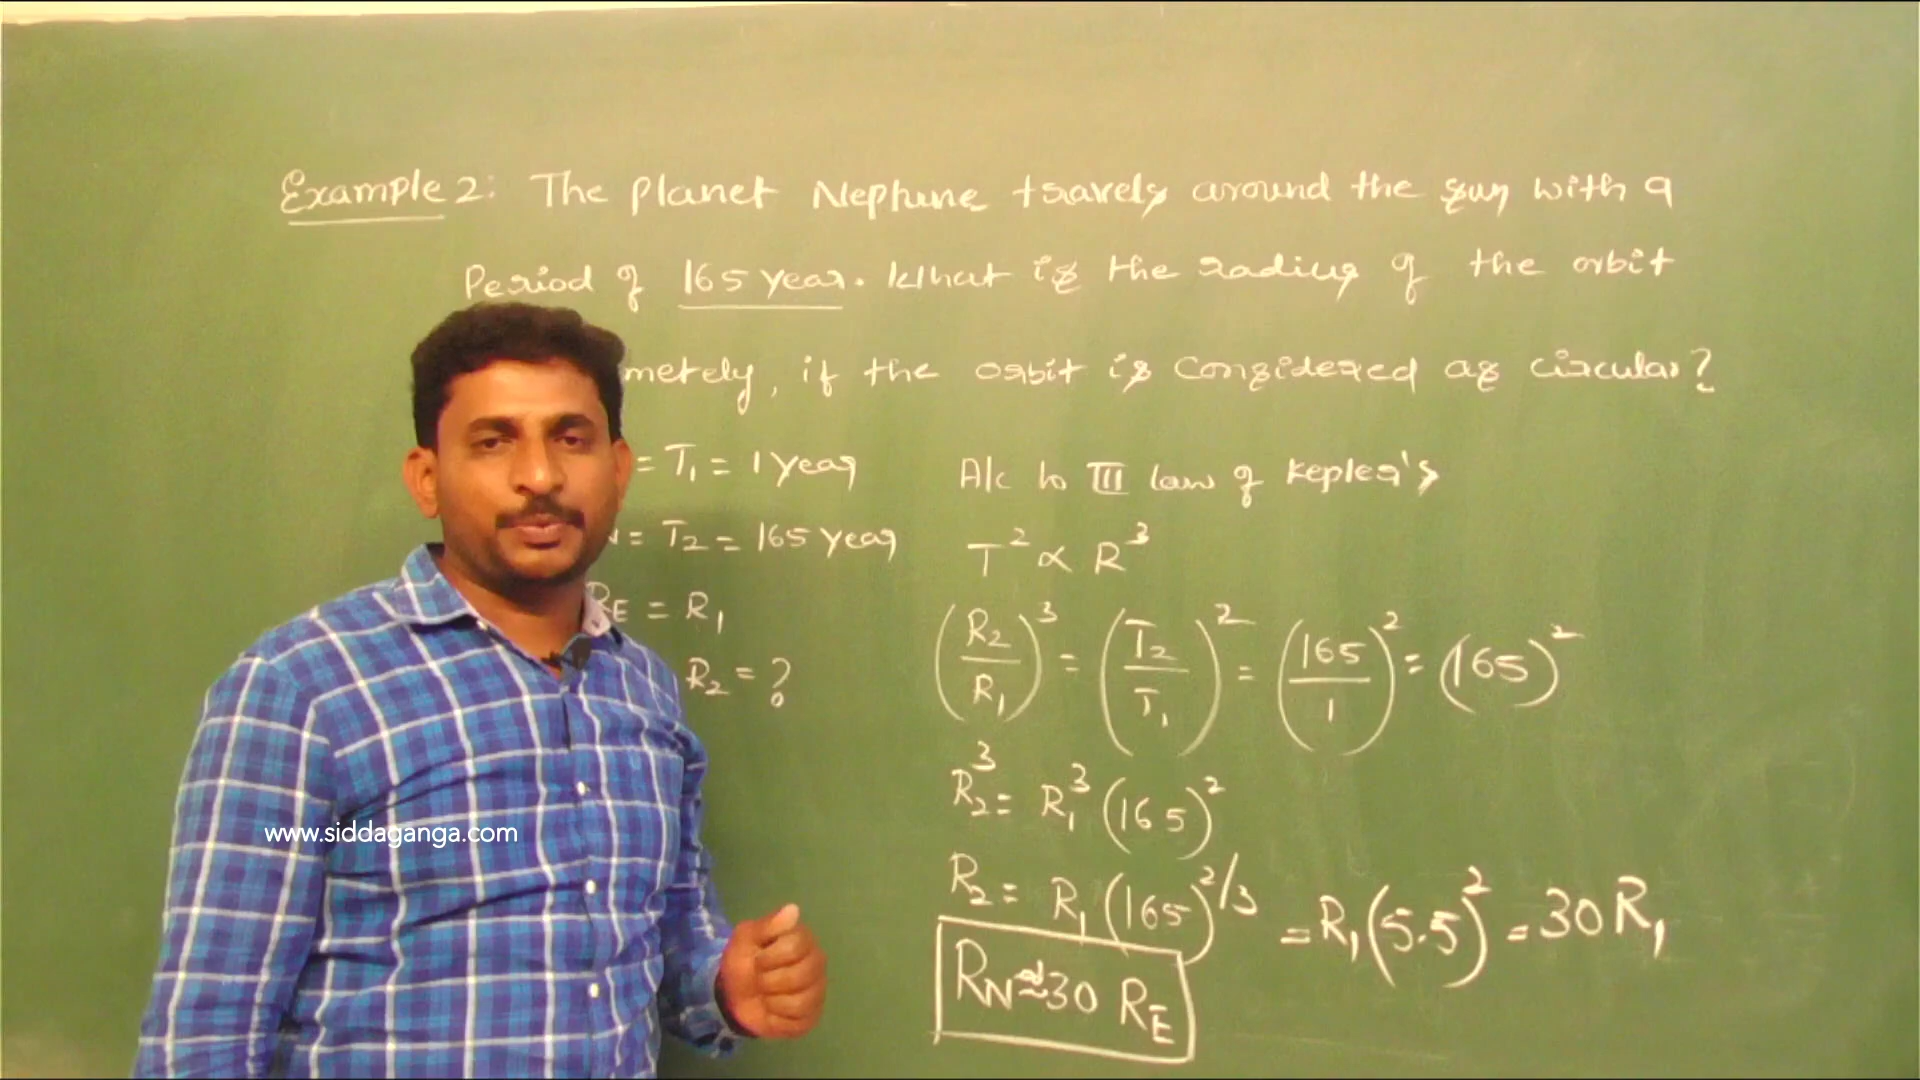 Example 2: The planet Neptune travels around the sun with a
Period of 165 year. What is the radius of the orbit
metely, if the orbit is considered as circular?
= T₁ = 1 year
N = T₂ = 165 year
R_E = R₁
R₂ = ?
A/c to III law of Kepler's
T² ∝ R³
(R₂/R₁)³ = (T₂/T₁)² = (165/1)² = (165)²
R₂³ = R₁³ (165)²
R₂ = R₁ (165)^2/3 = R₁ (5.5)² = 30 R₁
R_N ≈ 30 R_E
www.siddaganga.com